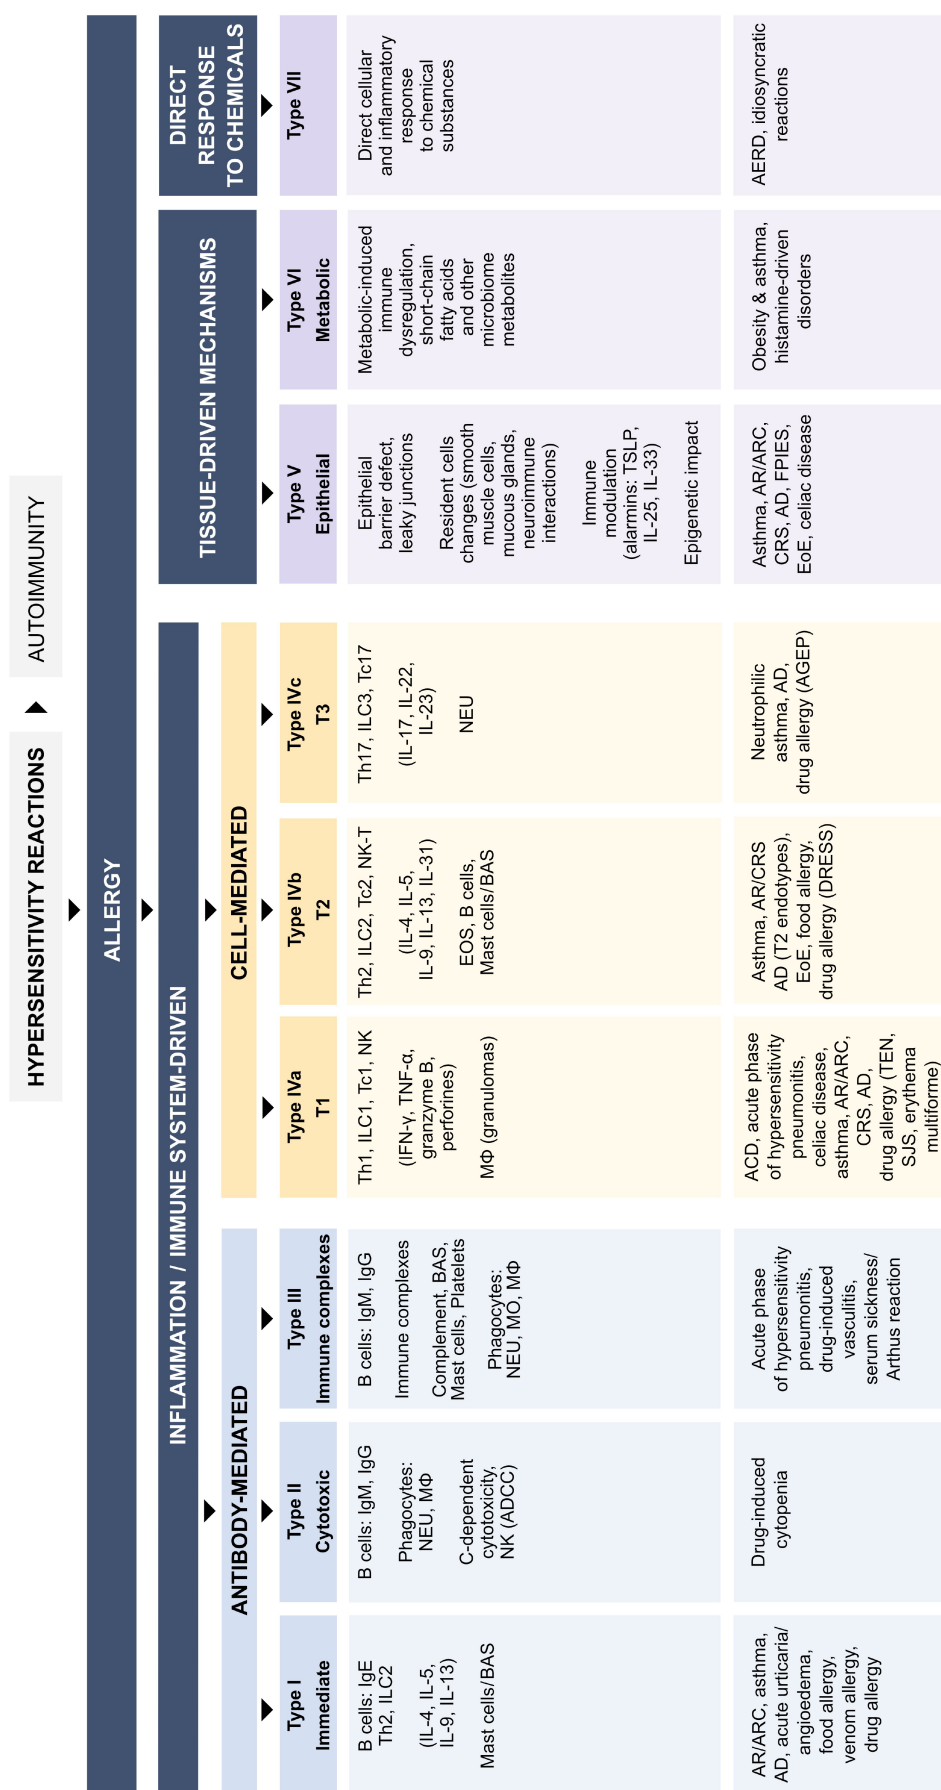 HYPERSENSITIVITY REACTIONS
AUTOIMMUNITY
ALLERGY
INFLAMMATION / IMMUNE SYSTEM-DRIVEN
TISSUE-DRIVEN MECHANISMS
DIRECT
RESPONSE
TO CHEMICALS
ANTIBODY-MEDIATED
CELL-MEDIATED
Type I
Immediate
Type II
Cytotoxic
Type III
Immune complexes
Type IVa
T1
Type IVb
T2
Type IVc
T3
Type V
Epithelial
Type VI
Metabolic
Type VII
B cells: IgE
Th2, ILC2
(IL-4, IL-5,
IL-9, IL-13)
Mast cells/BAS
B cells: IgM, IgG
Phagocytes:
NEU, MΦ
C-dependent
cytotoxicity,
NK (ADCC)
B cells: IgM, IgG
Immune complexes
Complement, BAS,
Mast cells, Platelets
Phagocytes:
NEU, MO, MΦ
Th1, ILC1, Tc1, NK
(IFN-γ, TNF-α,
granzyme B,
perforines)
MΦ (granulomas)
Th2, ILC2, Tc2, NK-T
(IL-4, IL-5,
IL-9, IL-13, IL-31)
EOS, B cells,
Mast cells/BAS
Th17, ILC3, Tc17
(IL-17, IL-22,
IL-23)
NEU
Epithelial
barrier defect,
leaky junctions
Resident cells
changes (smooth
muscle cells,
mucous glands,
neuroimmune
interactions)
Immune
modulation
(alarmins: TSLP,
IL-25, IL-33)
Epigenetic impact
Metabolic-induced
immune
dysregulation,
short-chain
fatty acids
and other
microbiome
metabolites
Direct cellular
and inflammatory
response
to chemical
substances
AR/ARC, asthma,
AD, acute urticaria/
angioedema,
food allergy,
venom allergy,
drug allergy
Drug-induced
cytopenia
Acute phase
of hypersensitivity
pneumonitis,
drug-induced
vasculitis,
serum sickness/
Arthus reaction
ACD, acute phase
of hypersensitivity
pneumonitis,
celiac disease,
asthma, AR/ARC,
CRS, AD,
drug allergy (TEN,
SJS, erythema
multiforme)
Asthma, AR/CRS
AD (T2 endotypes),
EoE, food allergy,
drug allergy (DRESS)
Neutrophilic
asthma, AD,
drug allergy (AGEP)
Asthma, AR/ARC,
CRS, AD, FPIES,
EoE, celiac disease
Obesity & asthma,
histamine-driven
disorders
AERD, idiosyncratic
reactions